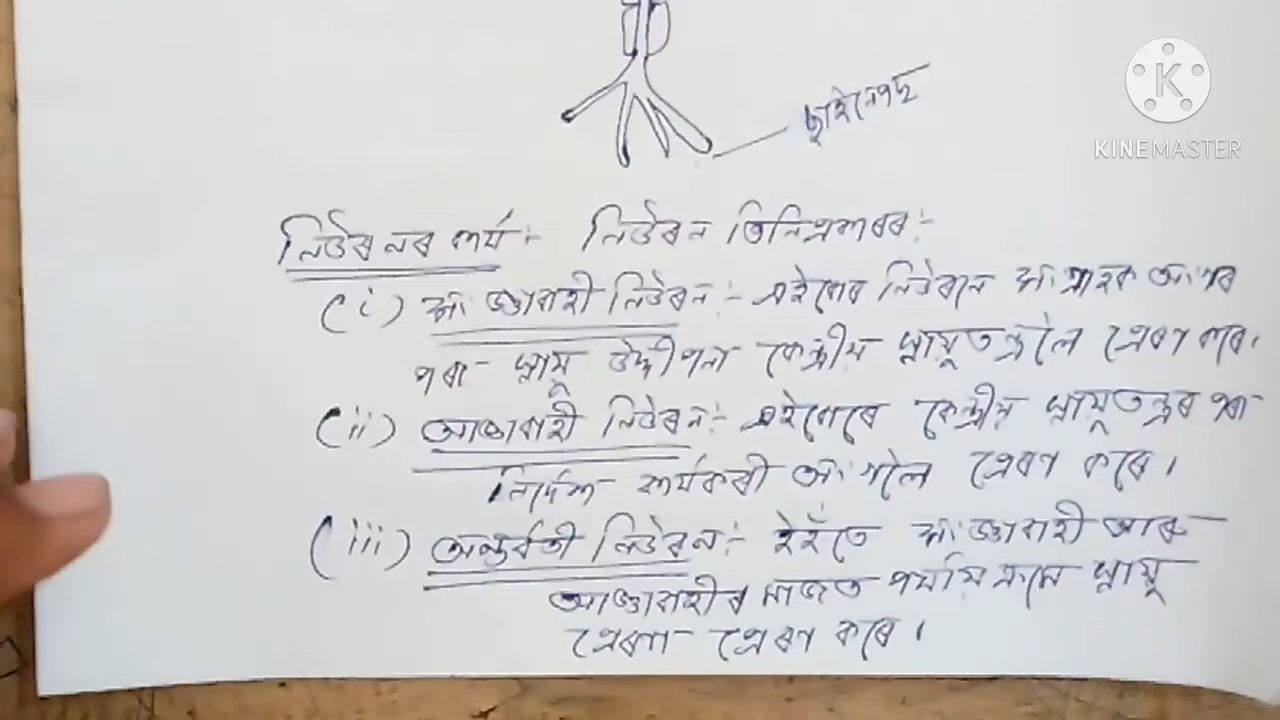 KINEMASTER
ছাইনেপছ
নিউৰনৰ কাৰ্য :- নিউৰন তিনিপ্ৰকাৰৰ :-
(i) সংজ্ঞাবাহী নিউৰন :- এইবোৰ নিউৰনে সংগ্ৰাহক অংগৰ
পৰা স্নায়ু উদ্দীপনা কেন্দ্ৰীয় স্নায়ুতন্ত্ৰলৈ প্ৰেৰণ কৰে।
(ii) আজ্ঞাবাহী নিউৰন :- এইবোৰে কেন্দ্ৰীয় স্নায়ুতন্ত্ৰৰ পৰা
নিৰ্দেশ কাৰ্যকৰী অংগলৈ প্ৰেৰণ কৰে।
(iii) অন্তৰ্বৰ্তী নিউৰন :- ইহঁতে সংজ্ঞাবাহী আৰু
আজ্ঞাবাহীৰ মাজত পৰ্যায়ক্ৰমে স্নায়ু
প্ৰেৰণা প্ৰেৰণ কৰে।